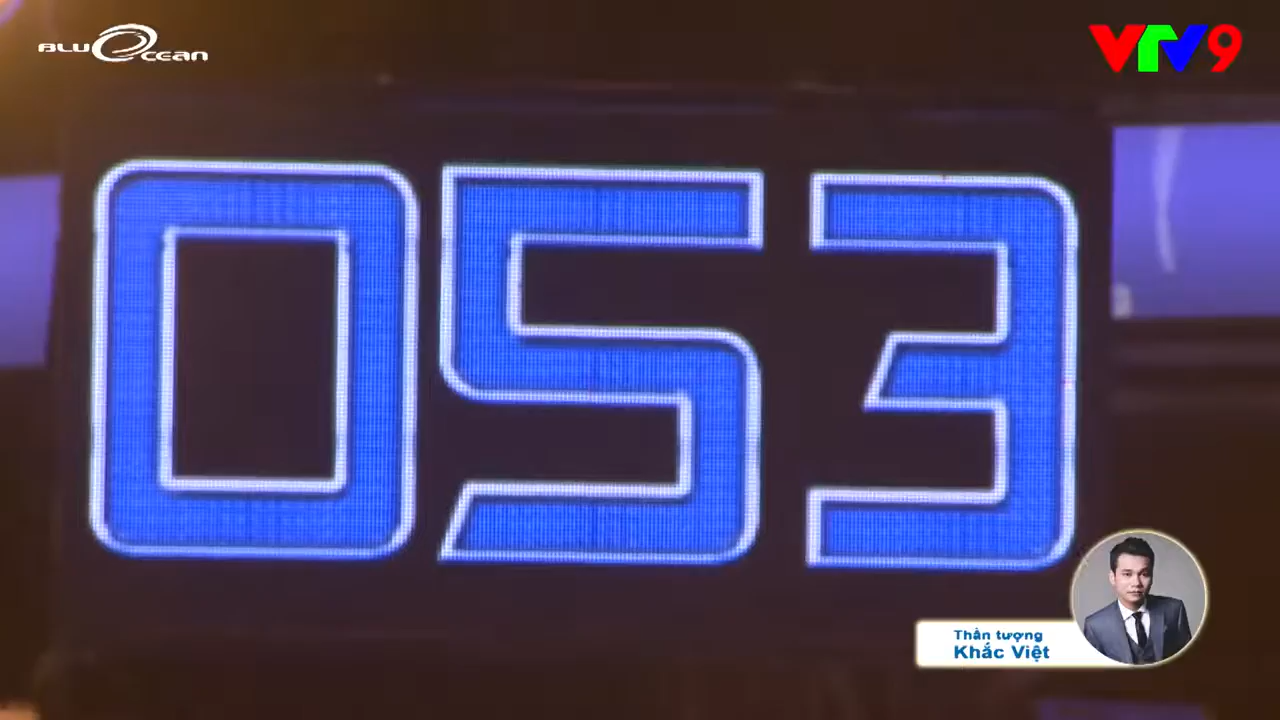 BLUOCEAN
VTV9
053
Thần tượng
Khắc Việt